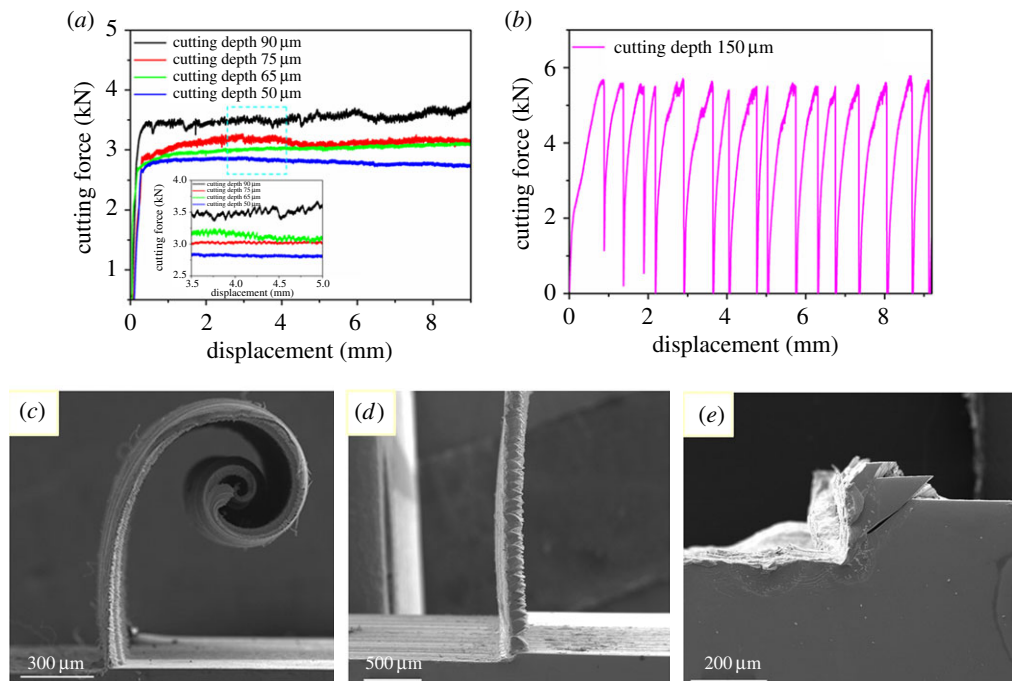 (a)
5
4
3
2
1
cutting force (kN)
cutting depth 90 µm
cutting depth 75 µm
cutting depth 65 µm
cutting depth 50 µm
0 2 4 6 8
displacement (mm)
4.0
3.5
3.0
2.5
cutting force (kN)
cutting depth 90 µm
cutting depth 75 µm
cutting depth 65 µm
cutting depth 50 µm
3.5 4.0 4.5 5.0
displacement (mm)
(b)
6
4
2
0
cutting force (kN)
cutting depth 150 µm
0 2 4 6 8
displacement (mm)
(c)
300 µm
(d)
500 µm
(e)
200 µm